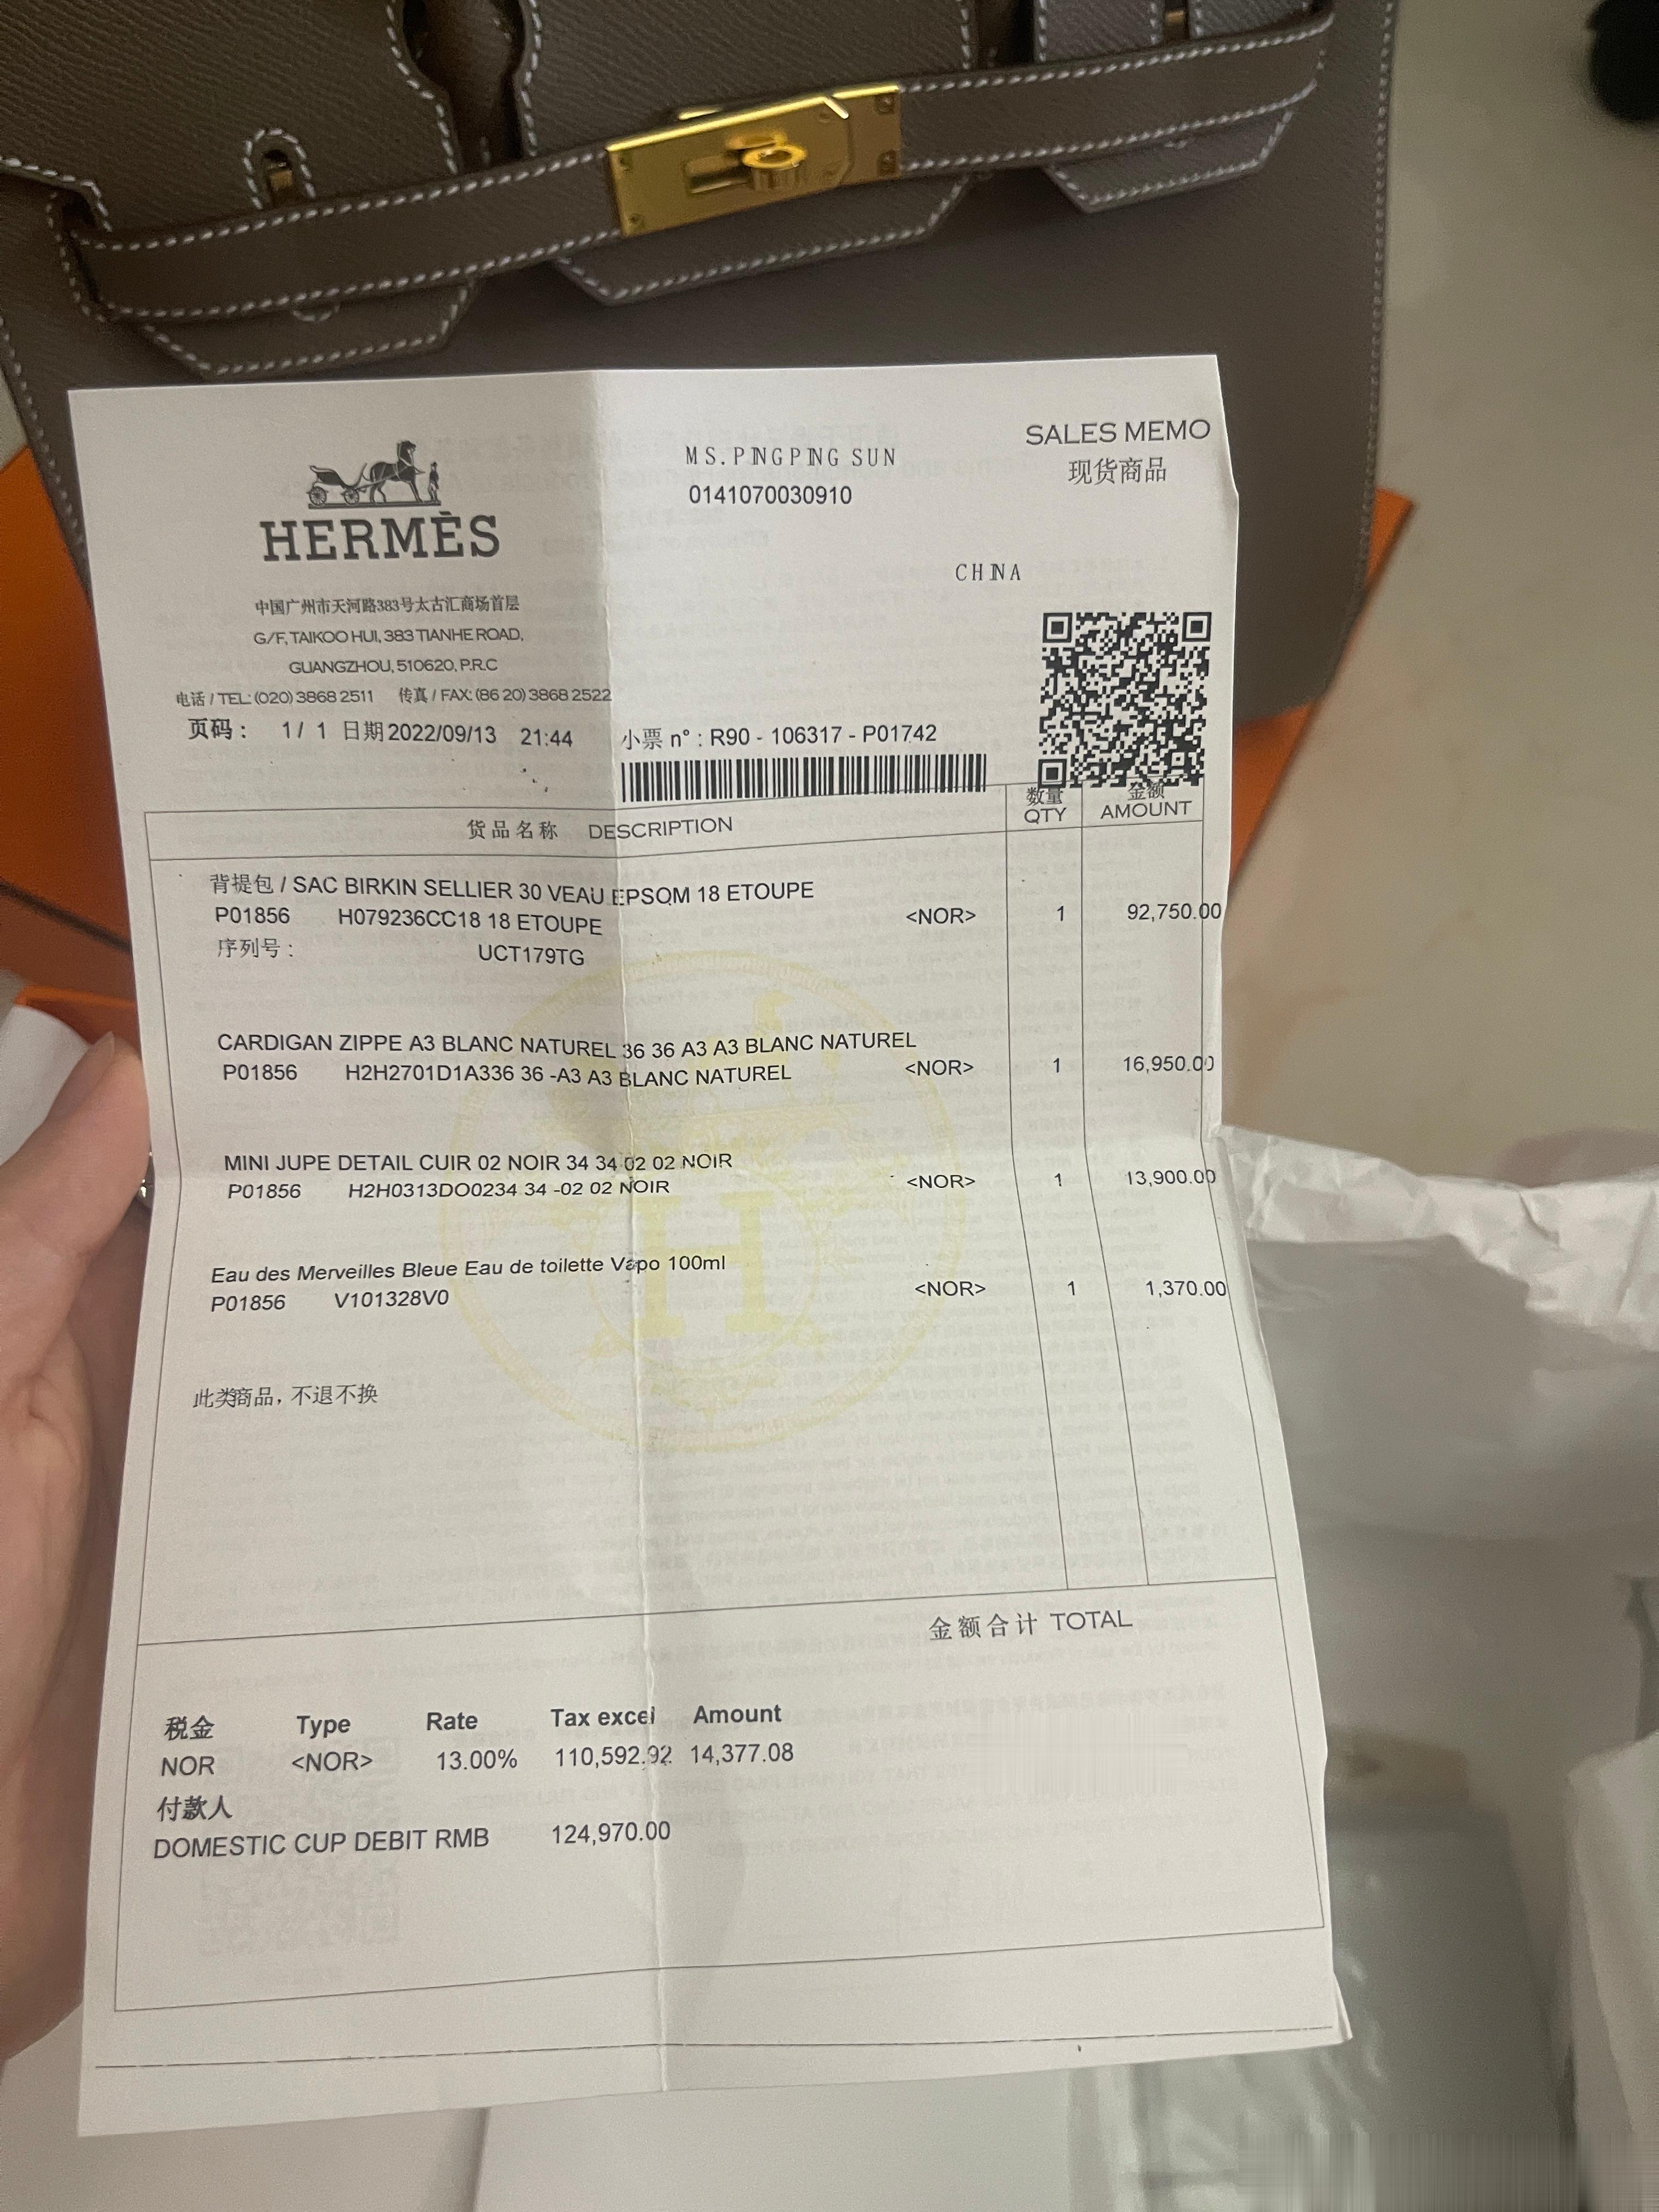 HERMÈS
中国广州市天河路383号太古汇商场首层
G/F, TAIKOO HUI, 383 TIANHE ROAD,
GUANGZHOU, 510620, P.R.C
电话 / TEL: (020) 3868 2511 传真 / FAX: (86 20) 3868 2522
MS. PINGPING SUN
0141070030910
CHINA
SALES MEMO
现货商品
页码： 1 / 1 日期 2022/09/13 21:44
小票 n° : R90 - 106317 - P01742
货品名称 DESCRIPTION 数量 QTY 金额 AMOUNT
背提包 / SAC BIRKIN SELLIER 30 VEAU EPSOM 18 ETOUPE
P01856 H079236CC18 18 ETOUPE <NOR> 1 92,750.00
序列号： UCT179TG
CARDIGAN ZIPPE A3 BLANC NATUREL 36 36 A3 A3 BLANC NATUREL
P01856 H2H2701D1A336 36 -A3 A3 BLANC NATUREL <NOR> 1 16,950.00
MINI JUPE DETAIL CUIR 02 NOIR 34 34 02 02 NOIR
P01856 H2H0313DO0234 34 -02 02 NOIR <NOR> 1 13,900.00
Eau des Merveilles Bleue Eau de toilette Vapo 100ml
P01856 V101328V0 <NOR> 1 1,370.00
H
此类商品，不退不换
金额合计 TOTAL
税金 Type Rate Tax excel Amount
NOR <NOR> 13.00% 110,592.92 14,377.08
付款人
DOMESTIC CUP DEBIT RMB 124,970.00